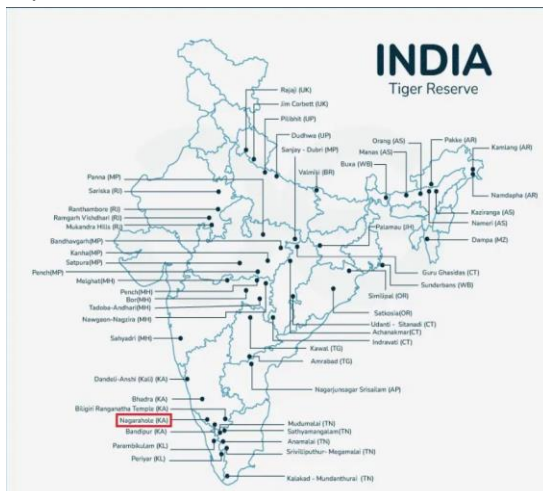 INDIA
Tiger Reserve
Rajaji (UK)
Jim Corbett (UK)
Pilibhit (UP)
Dudhwa (UP)
Sanjay - Dubri (MP)
Valmiki (BR)
Orang (AS)
Manas (AS)
Buxa (WB)
Pakke (AR)
Kamlang (AR)
Namdapha (AR)
Kaziranga (AS)
Nameri (AS)
Dampa (MZ)
Panna (MP)
Sariska (RJ)
Ranthambore (RJ)
Ramgarh Vishdhari (RJ)
Mukandra Hills (RJ)
Bandhavgarh(MP)
Kanha(MP)
Satpura(MP)
Pench(MP)
Melghat(MH)
Pench(MH)
Bor(MH)
Tadoba-Andhari(MH)
Nawgaon-Nagzira (MH)
Sahyadri (MH)
Palamau (JH)
Guru Ghasidas (CT)
Sundarbans (WB)
Similipal (OR)
Satkosia(OR)
Udanti - Sitanadi (CT)
Achanakmar(CT)
Indravati (CT)
Kawal (TG)
Amrabad (TG)
Nagarjunsagar Srisailam (AP)
Dandeli-Anshi (Kali) (KA)
Bhadra (KA)
Biligiri Ranganatha Temple (KA)
Nagarahole (KA)
Bandipur (KA)
Parambikulam (KL)
Periyar (KL)
Mudumalai (TN)
Sathyamangalam(TN)
Anamalai (TN)
Srivilliputhur- Megamalai (TN)
Kalakad - Mundanthurai (TN)